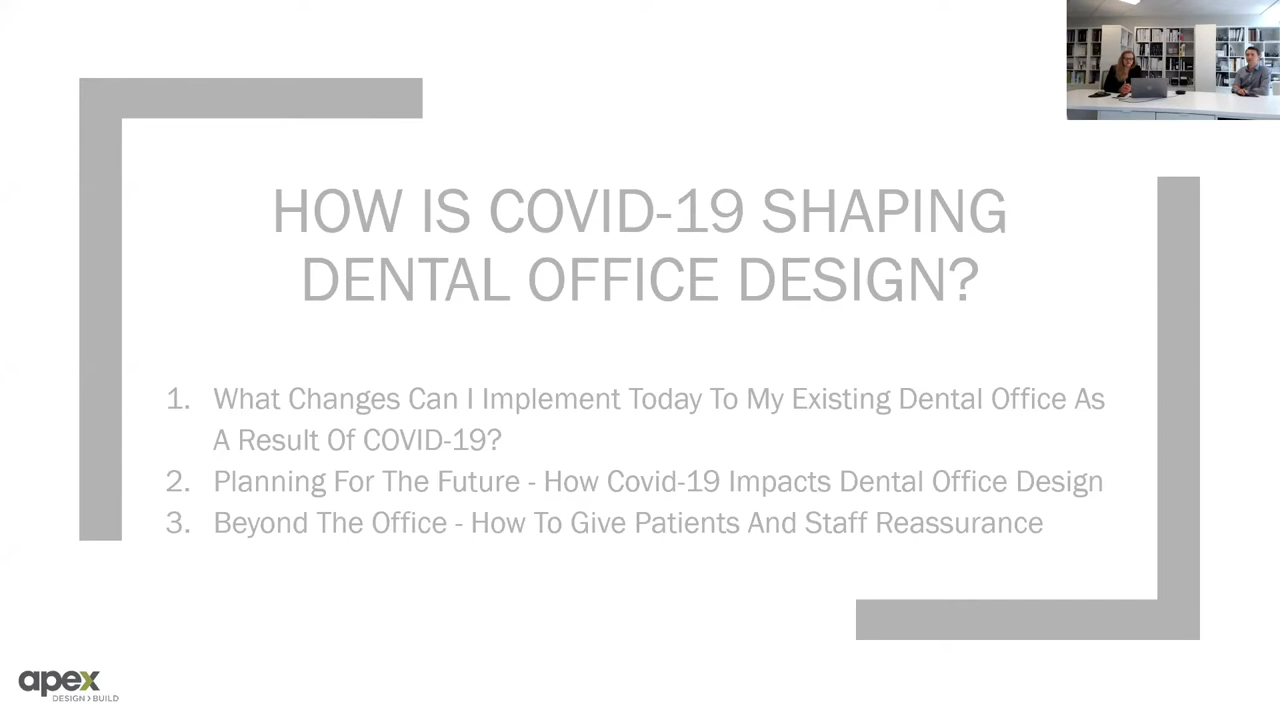 HOW IS COVID-19 SHAPING
DENTAL OFFICE DESIGN?
1. What Changes Can I Implement Today To My Existing Dental Office As
A Result Of COVID-19?
2. Planning For The Future - How Covid-19 Impacts Dental Office Design
3. Beyond The Office - How To Give Patients And Staff Reassurance
apex
DESIGN > BUILD